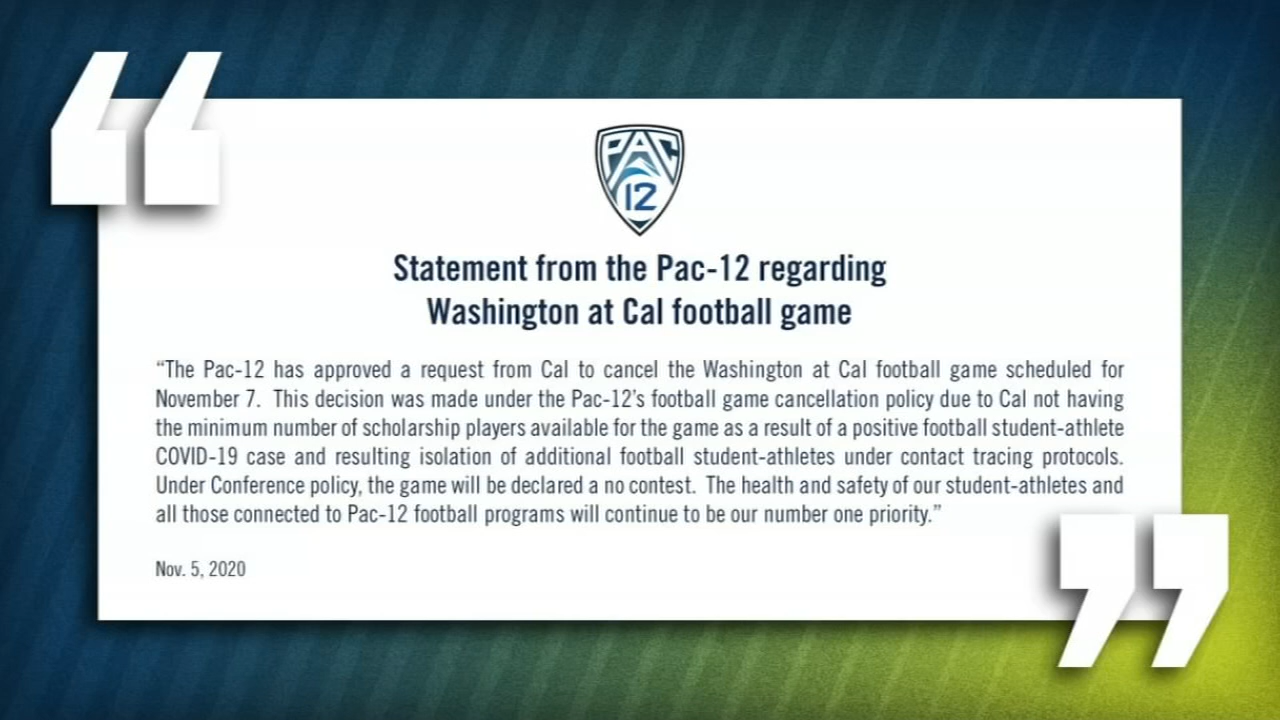 PAC
12
Statement from the Pac-12 regarding
Washington at Cal football game
“The Pac-12 has approved a request from Cal to cancel the Washington at Cal football game scheduled for
November 7.  This decision was made under the Pac-12’s football game cancellation policy due to Cal not having
the minimum number of scholarship players available for the game as a result of a positive football student-athlete
COVID-19 case and resulting isolation of additional football student-athletes under contact tracing protocols.
Under Conference policy, the game will be declared a no contest.  The health and safety of our student-athletes and
all those connected to Pac-12 football programs will continue to be our number one priority.”
Nov. 5, 2020